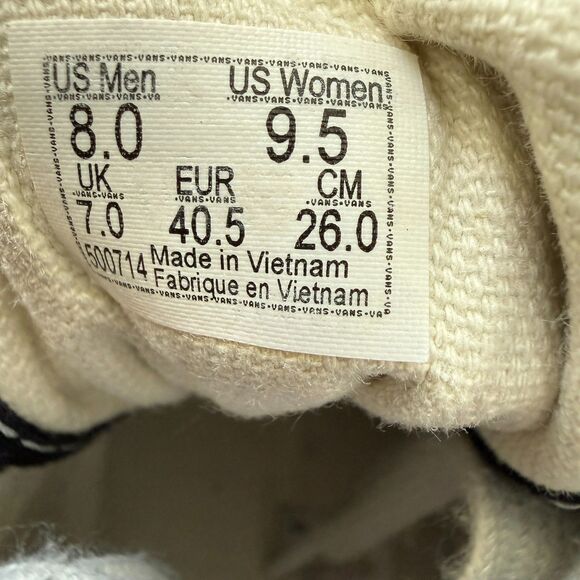 US Men US Women
8.0 9.5
UK EUR CM
7.0 40.5 26.0
500714 Made in Vietnam
Fabrique en Vietnam